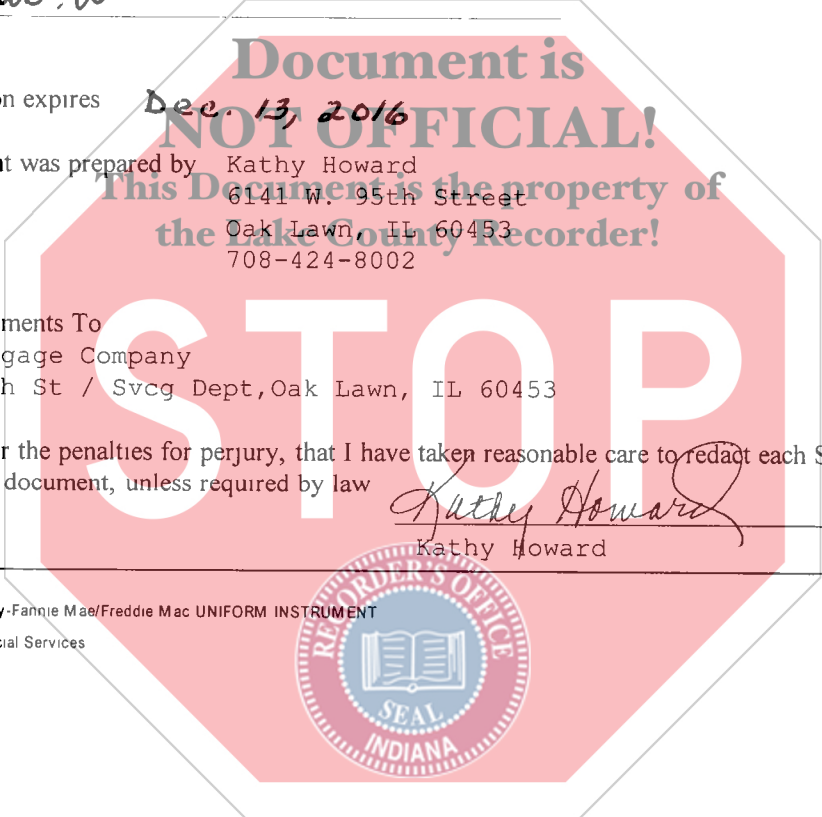 Document is
on expires Dec. 13, 2016
NOT OFFICIAL!
nt was prepared by Kathy Howard
This Document is the property of
6141 W. 95th Street
the Lake County Recorder!
Oak Lawn, IL 60453
708-424-8002
STOP
ments To
gage Company
h St / Svcg Dept,Oak Lawn, IL 60453
r the penalties for perjury, that I have taken reasonable care to redact each S
document, unless required by law
Kathy Howard
Kathy Howard
y-Fannie Mae/Freddie Mac UNIFORM INSTRUMENT
cial Services
RECORDER'S OFFICE
SEAL
INDIANA